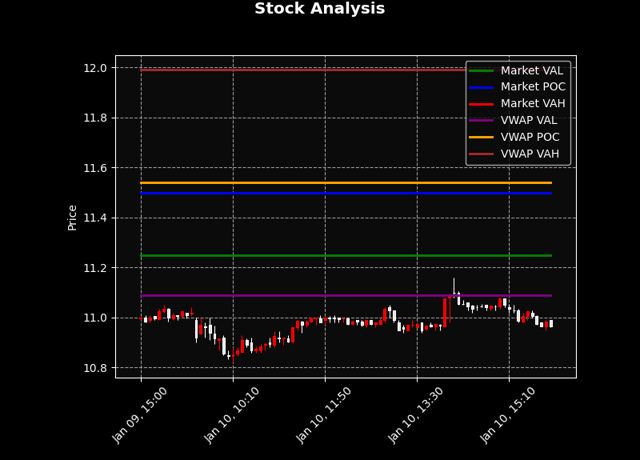 Stock Analysis
12.0
11.8
11.6
11.4
11.2
11.0
10.8
Price
Market VAL
Market POC
Market VAH
VWAP VAL
VWAP POC
VWAP VAH
Jan 09, 15:00
Jan 10, 10:10
Jan 10, 11:50
Jan 10, 13:30
Jan 10, 15:10